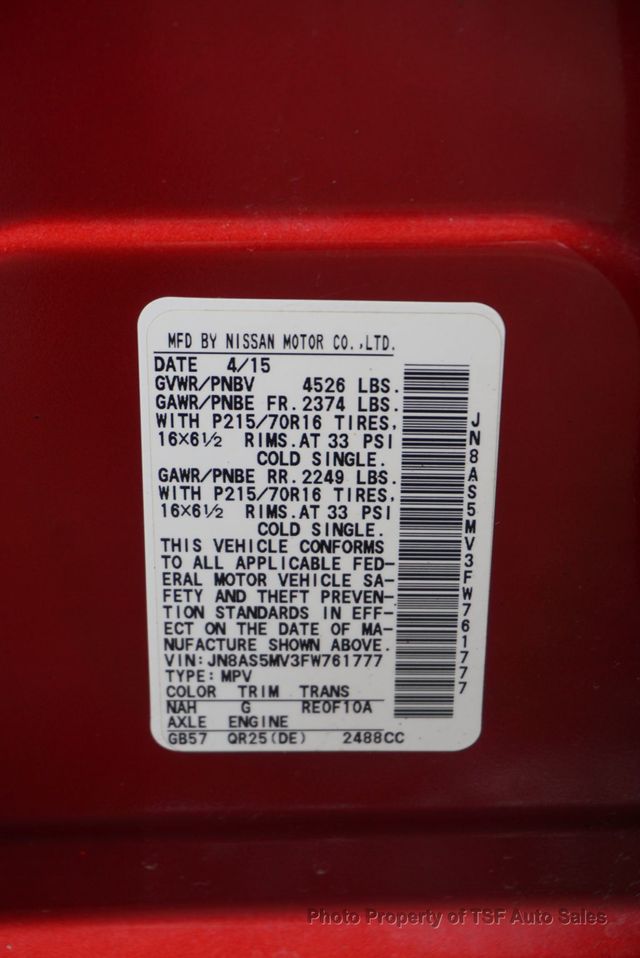 MFD BY NISSAN MOTOR CO.,LTD.
DATE 4/15
GVWR/PNBV 4526 LBS.
GAWR/PNBE FR. 2374 LBS.
WITH P215/70R16 TIRES,
16×6½ RIMS.AT 33 PSI
COLD SINGLE.
GAWR/PNBE RR. 2249 LBS.
WITH P215/70R16 TIRES,
16×6½ RIMS.AT 33 PSI
COLD SINGLE.
THIS VEHICLE CONFORMS
TO ALL APPLICABLE FED-
ERAL MOTOR VEHICLE SA-
FETY AND THEFT PREVEN-
TION STANDARDS IN EFF-
ECT ON THE DATE OF MA-
NUFACTURE SHOWN ABOVE.
VIN: JN8AS5MV3FW761777
TYPE: MPV
COLOR TRIM TRANS
NAH G RE0F10A
AXLE ENGINE
GB57 QR25(DE) 2488CC
JN8AS5MV3FW761777
Photo Property of TSF Auto Sales